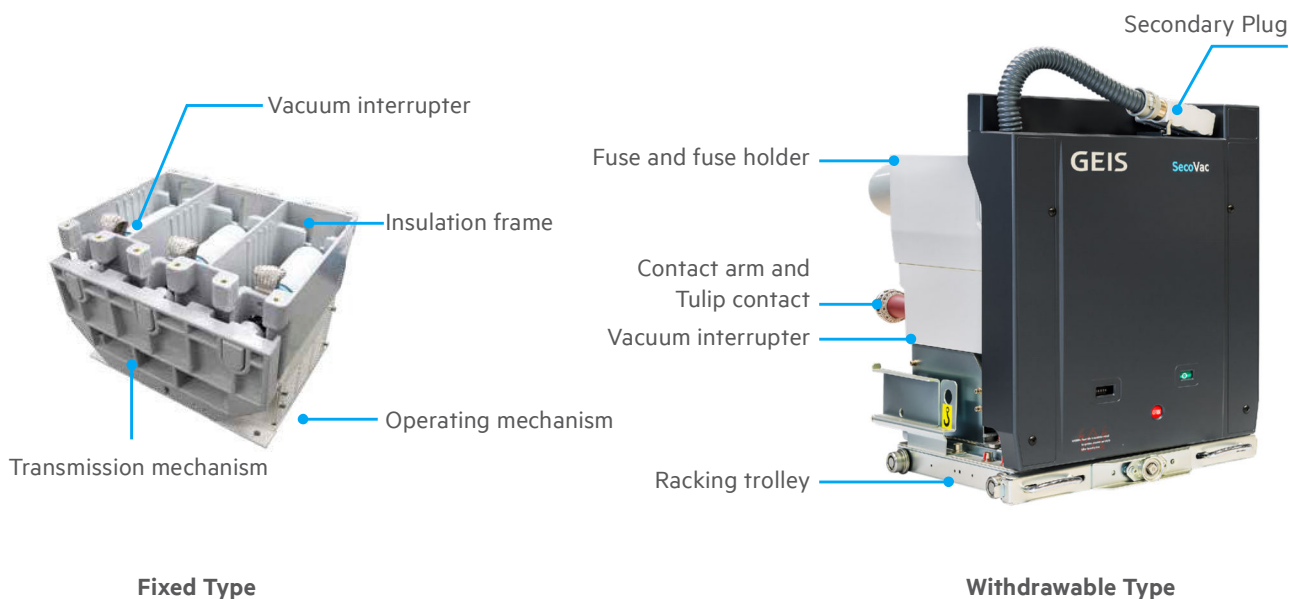 Secondary Plug
Vacuum interrupter
Fuse and fuse holder
GEIS
SecoVac
Insulation frame
Contact arm and
Tulip contact
Vacuum interrupter
Operating mechanism
Transmission mechanism
Racking trolley
Fixed Type
Withdrawable Type